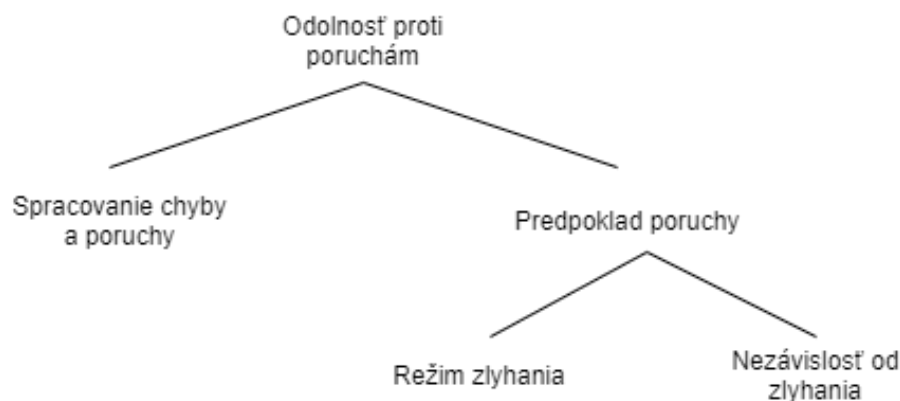 Odolnosť proti
poruchám
Spracovanie chyby
a poruchy
Predpoklad poruchy
Režim zlyhania
Nezávislosť od
zlyhania